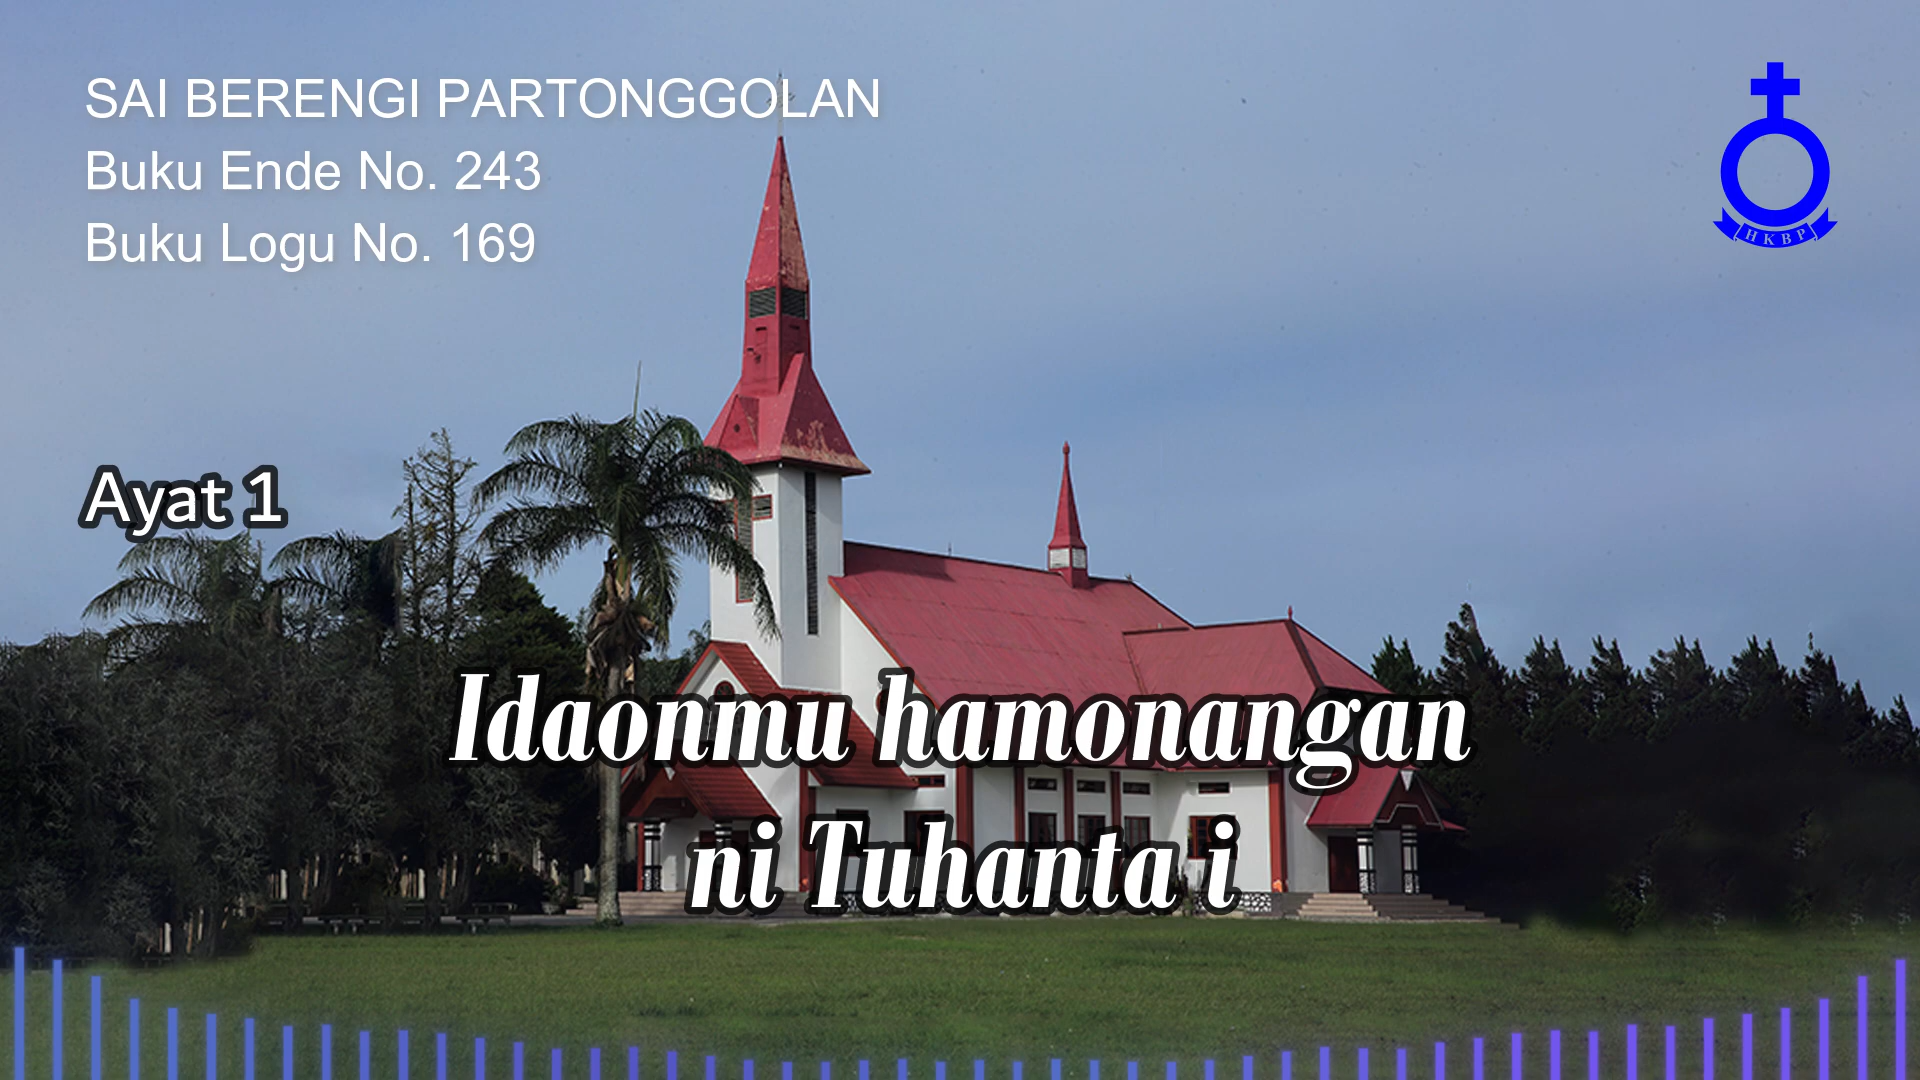 SAI BERENGI PARTONGGOLAN
Buku Ende No. 243
Buku Logu No. 169
HKBP
Ayat 1
Idaonmu hamonangan
ni Tuhanta i